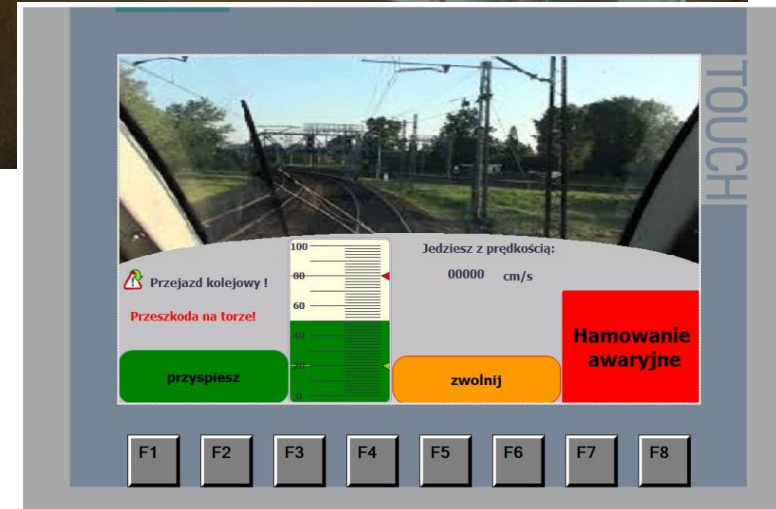 TOUCH
100
80
60
40
20
0
Jedziesz z prędkością:
00000 cm/s
Przejazd kolejowy !
Przeszkoda na torze!
przyspiesz
zwolnij
Hamowanie
awaryjne
F1 F2 F3 F4 F5 F6 F7 F8